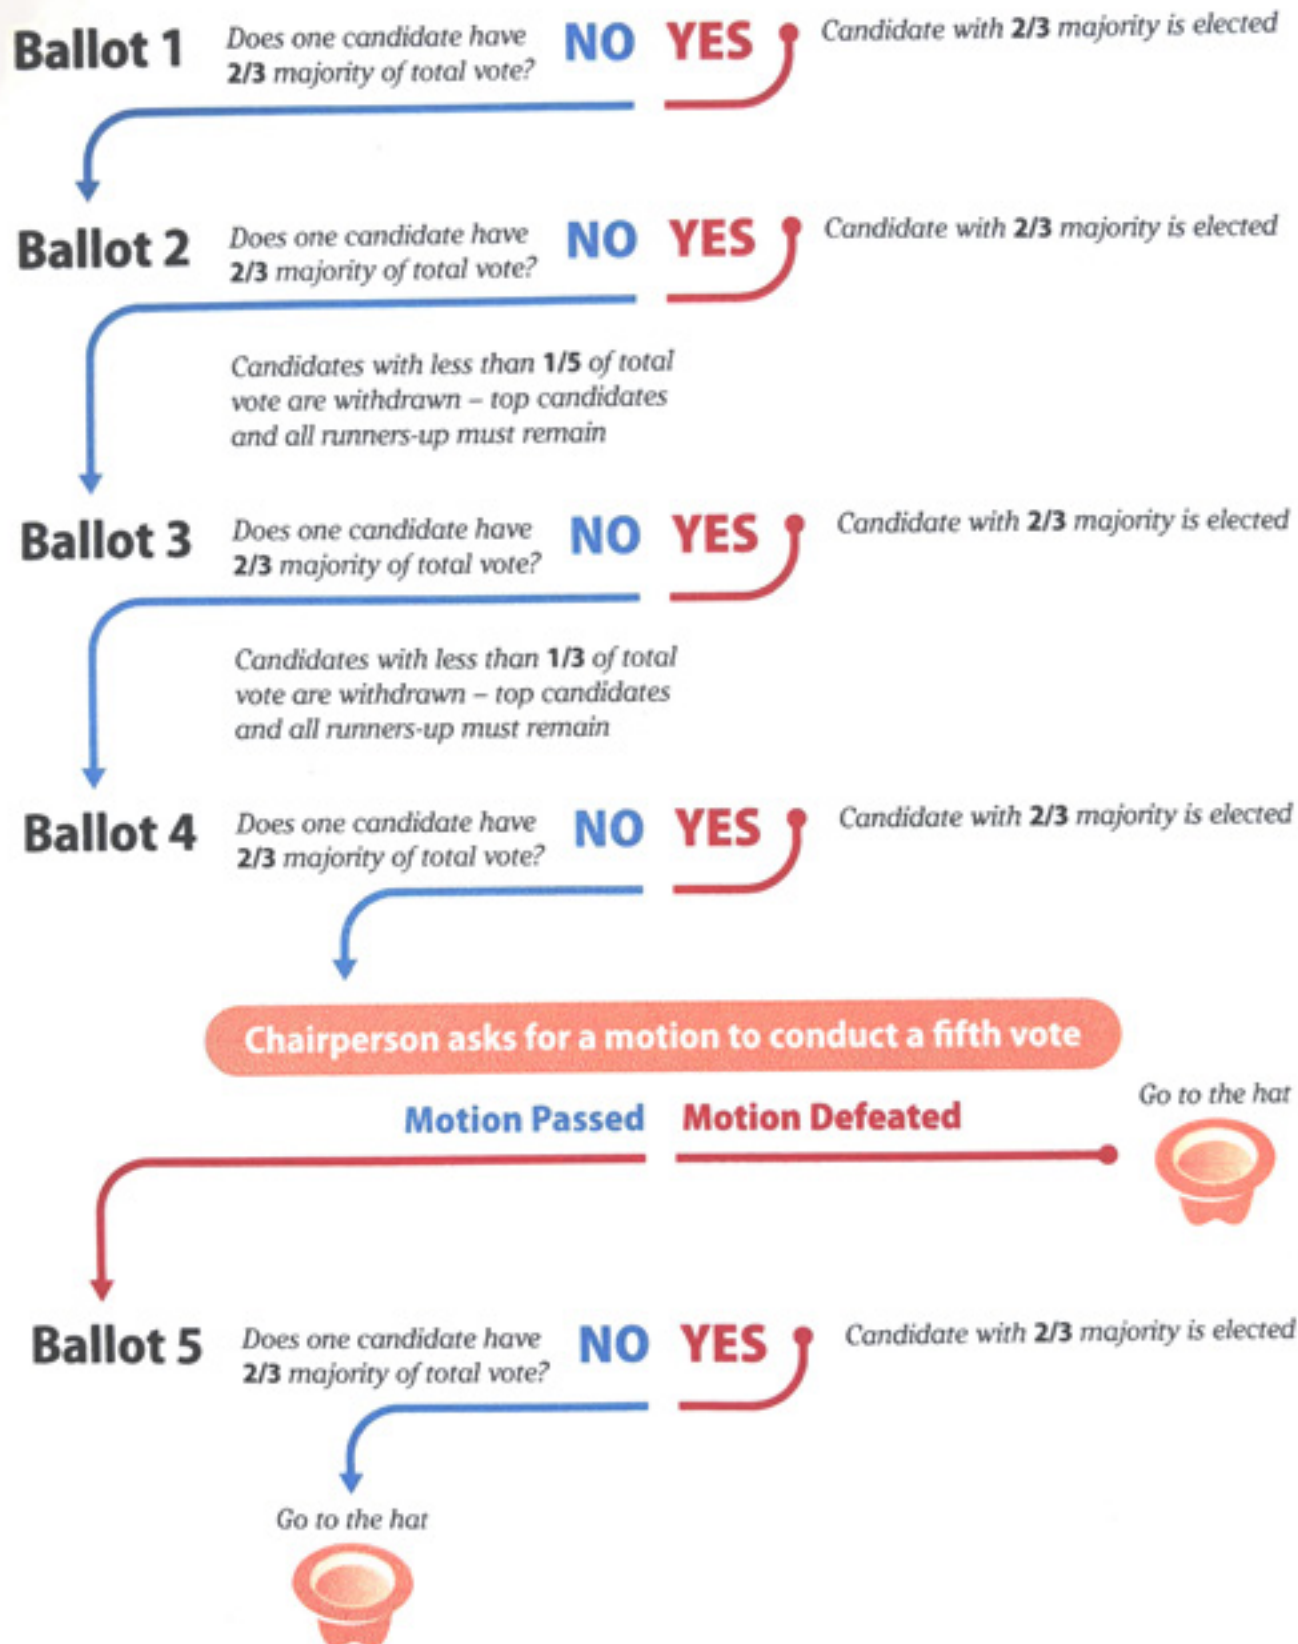 Ballot 1
Does one candidate have
2/3 majority of total vote?
NO YES
Candidate with 2/3 majority is elected
Ballot 2
Does one candidate have
2/3 majority of total vote?
NO YES
Candidate with 2/3 majority is elected
Candidates with less than 1/5 of total
vote are withdrawn – top candidates
and all runners-up must remain
Ballot 3
Does one candidate have
2/3 majority of total vote?
NO YES
Candidate with 2/3 majority is elected
Candidates with less than 1/3 of total
vote are withdrawn – top candidates
and all runners-up must remain
Ballot 4
Does one candidate have
2/3 majority of total vote?
NO YES
Candidate with 2/3 majority is elected
Chairperson asks for a motion to conduct a fifth vote
Motion Passed
Motion Defeated
Go to the hat
Ballot 5
Does one candidate have
2/3 majority of total vote?
NO YES
Candidate with 2/3 majority is elected
Go to the hat